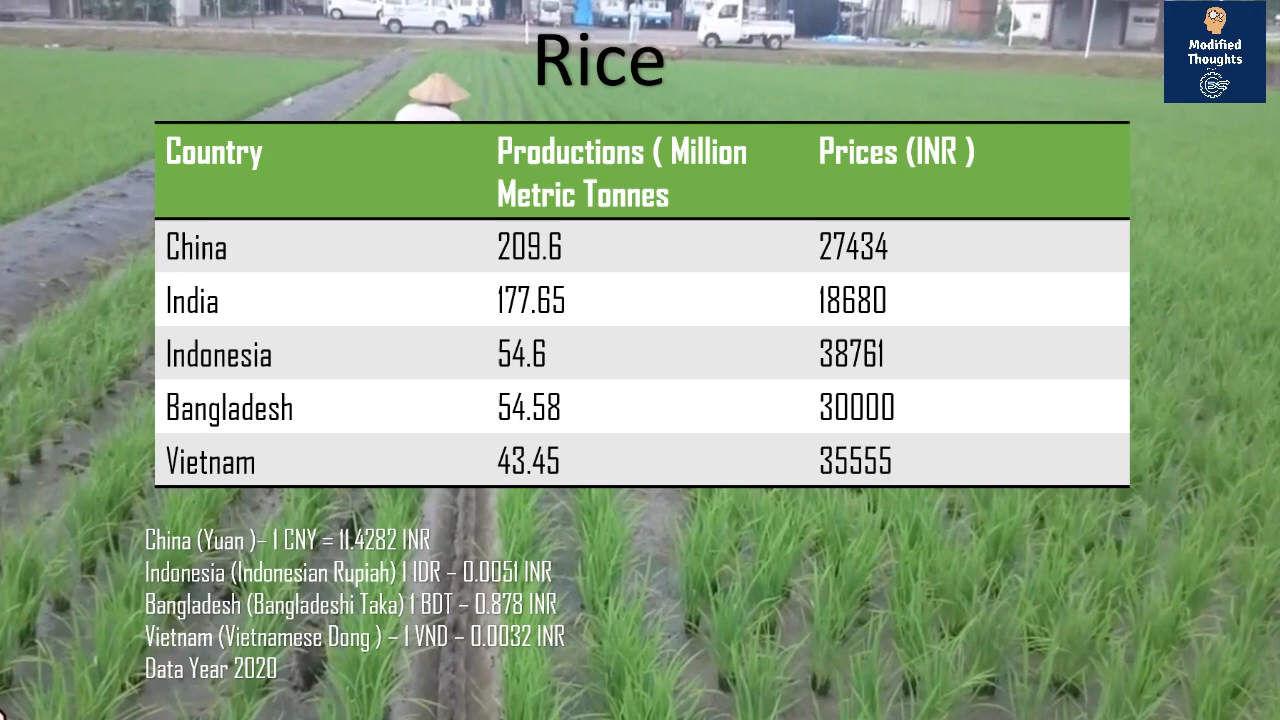 Rice
Modified
Thoughts
Country Productions ( Million Prices (INR )
Metric Tonnes
China 209.6 27434
India 177.65 18680
Indonesia 54.6 38761
Bangladesh 54.58 30000
Vietnam 43.45 35555
China (Yuan )– 1 CNY = 11.4282 INR
Indonesia (Indonesian Rupiah) 1 IDR – 0.0051 INR
Bangladesh (Bangladeshi Taka) 1 BDT – 0.878 INR
Vietnam (Vietnamese Dong ) – 1 VND – 0.0032 INR
Data Year 2020